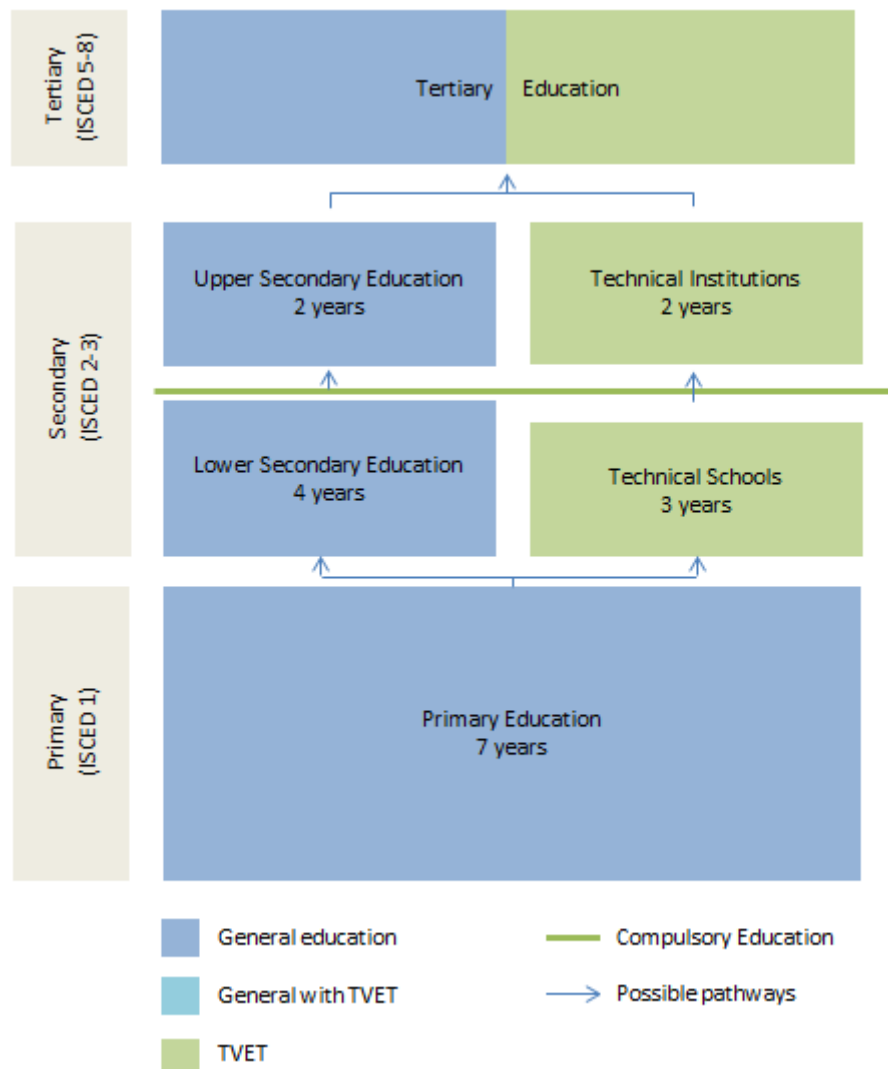 Tertiary
(ISCED 5-8)
Tertiary Education
Secondary
(ISCED 2-3)
Upper Secondary Education
2 years
Technical Institutions
2 years
Lower Secondary Education
4 years
Technical Schools
3 years
Primary
(ISCED 1)
Primary Education
7 years
General education
Compulsory Education
General with TVET
Possible pathways
TVET